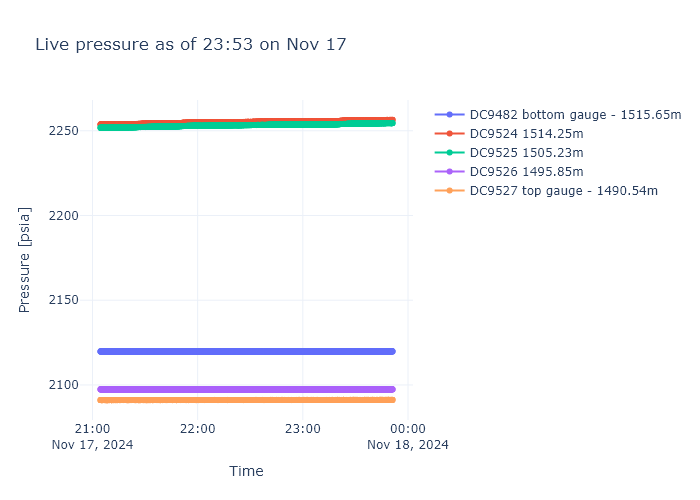 Live pressure as of 23:53 on Nov 17
DC9482 bottom gauge - 1515.65m
DC9524 1514.25m
DC9525 1505.23m
DC9526 1495.85m
DC9527 top gauge - 1490.54m
Pressure [psia]
2250
2200
2150
2100
21:00 22:00 23:00 00:00
Nov 17, 2024 Nov 18, 2024
Time